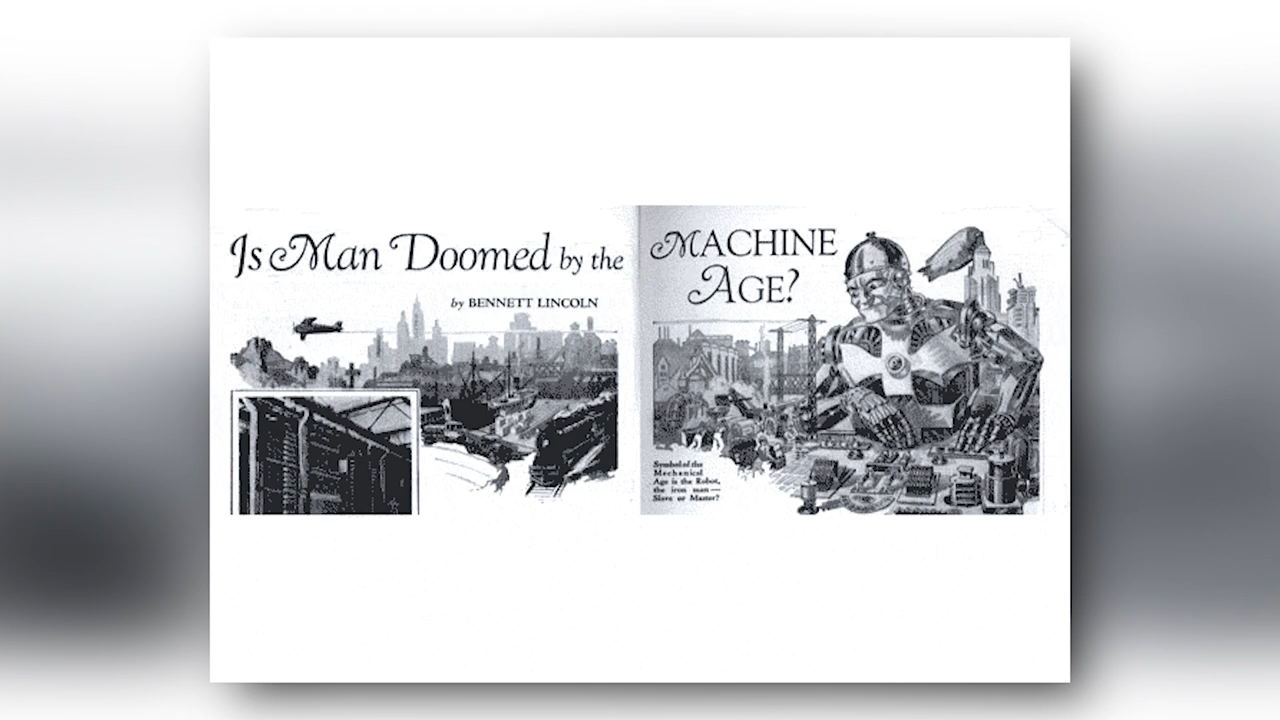 Is Man Doomed by the
by BENNETT LINCOLN
MACHINE
AGE?
Symbol of the
Mechanical
Age is the Robot,
the iron man—
Slave or Master?